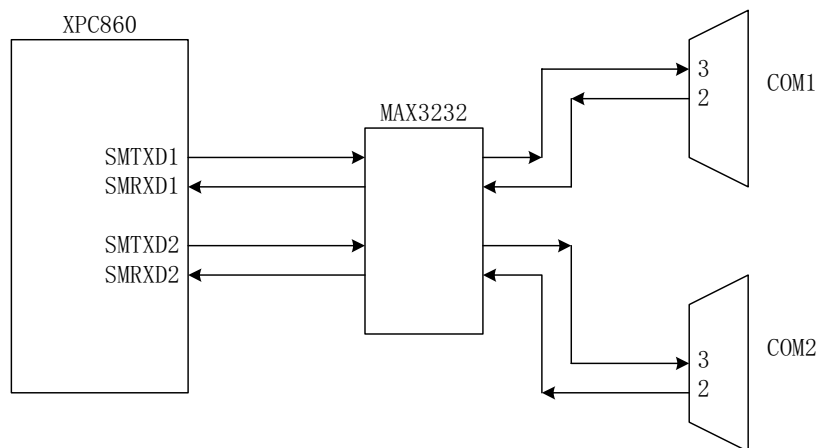 XPC860
SMTXD1
SMRXD1
SMTXD2
SMRXD2
MAX3232
3
2
COM1
3
2
COM2